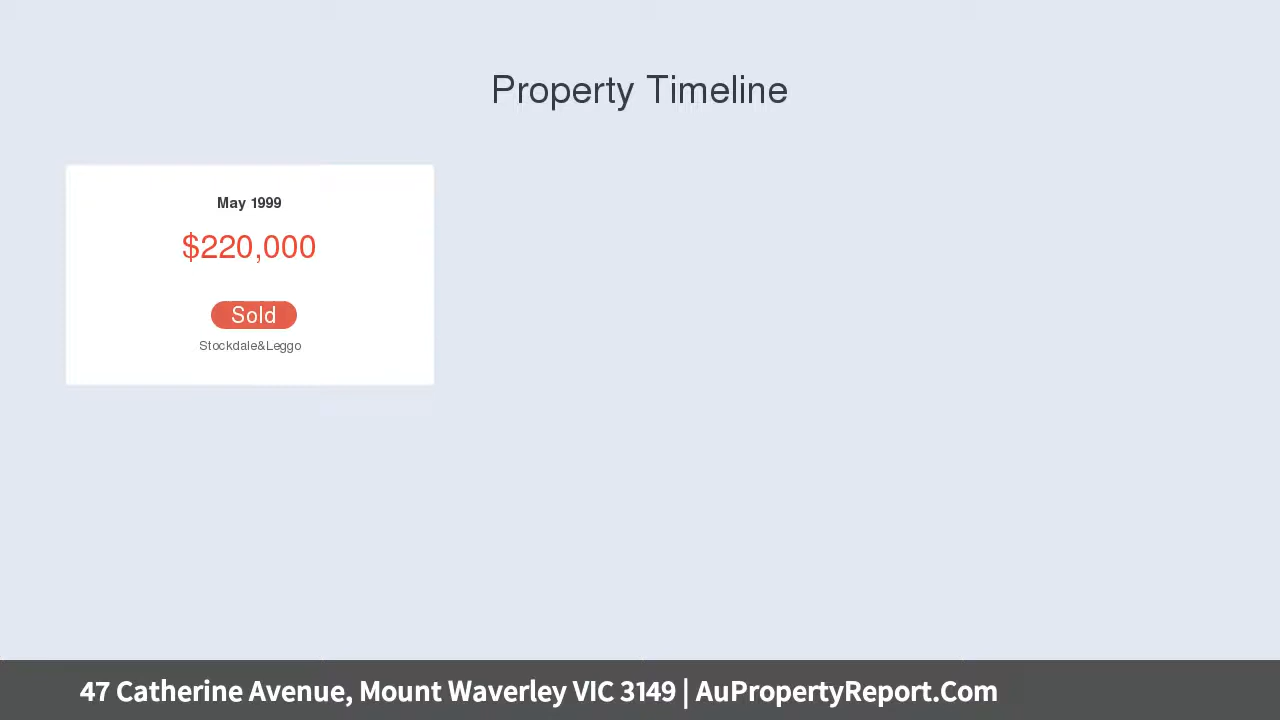 Property Timeline
May 1999
$220,000
Sold
Stockdale&Leggo
47 Catherine Avenue, Mount Waverley VIC 3149 | AuPropertyReport.Com